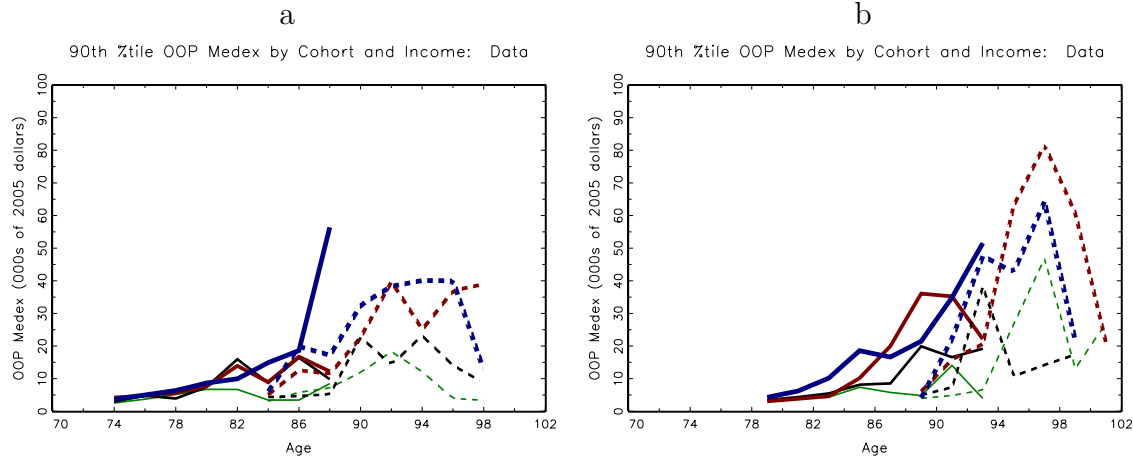 a
90th %tile OOP Medex by Cohort and Income: Data
OOP Medex (000s of 2005 dollars)
100
90
80
70
60
50
40
30
20
10
0
70 74 78 82 86 90 94 98 102
Age
b
90th %tile OOP Medex by Cohort and Income: Data
OOP Medex (000s of 2005 dollars)
100
90
80
70
60
50
40
30
20
10
0
70 74 78 82 86 90 94 98 102
Age